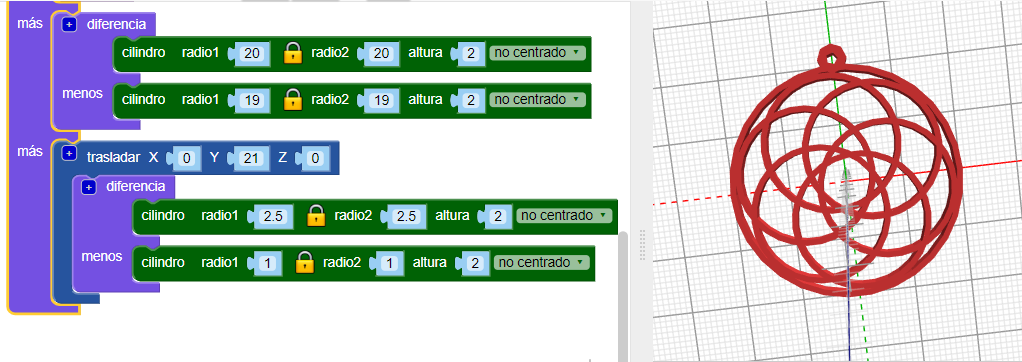 más + diferencia
cilindro radio1 20 radio2 20 altura 2 no centrado
menos cilindro radio1 19 radio2 19 altura 2 no centrado
más + trasladar X 0 Y 21 Z 0
+ diferencia
cilindro radio1 2.5 radio2 2.5 altura 2 no centrado
menos cilindro radio1 1 radio2 1 altura 2 no centrado